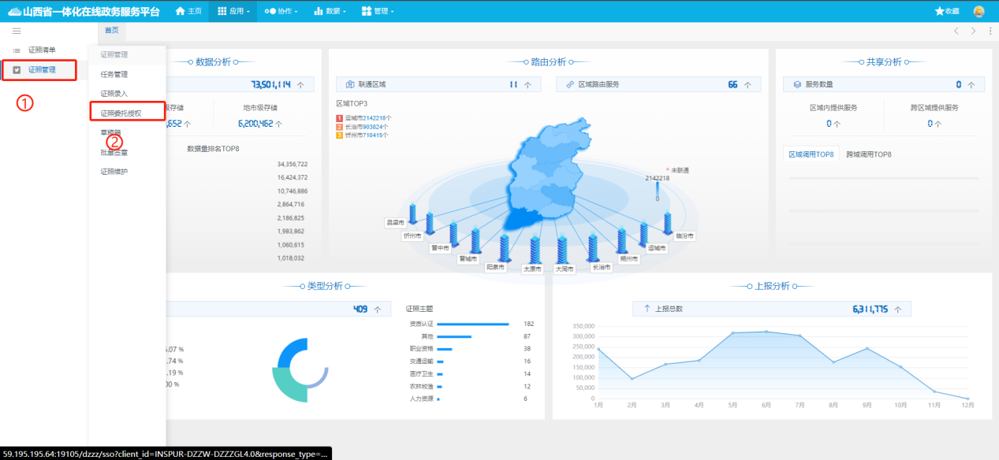 山西省一体化在线政务服务平台 主页 应用 协作 数据 管理 收藏
首页
证照清单
证照管理
①
证照管理
任务管理
证照录入
证照委托授权
草稿箱
②
批量签章
证照维护
数据分析
73,501,114 个
级存储 地市级存储
,652 个 6,200,462 个
数据量排名TOP8
34,356,722
16,424,372
10,746,886
2,864,716
2,186,825
1,983,862
1,060,615
1,018,032
路由分析
联通区域 11 个
区域路由服务 66 个
区域TOP3
1 运城市2142218个
2 长治市903824个
3 忻州市710415个
* 未联通
2142218
0
吕梁市
忻州市
晋中市
晋城市
阳泉市
太原市
大同市
长治市
朔州市
运城市
临汾市
共享分析
服务数量 0 个
区域内提供服务 跨区域提供服务
0 个 0 个
区域调用TOP8 跨域调用TOP8
类型分析
409 个
.07 %
.74 %
.19 %
00 %
证照主题
资质认证 182
其他 87
职业资格 38
交通运输 16
医疗卫生 14
农林牧渔 12
人力资源 6
上报分析
上报总数 6,311,775 个
350,000
300,000
250,000
200,000
150,000
100,000
50,000
0
1月 2月 3月 4月 5月 6月 7月 8月 9月 10月 11月 12月
59.195.195.64:19105/dzzz/sso?client_id=INSPUR-DZZW-DZZZGL4.0&response_type=...